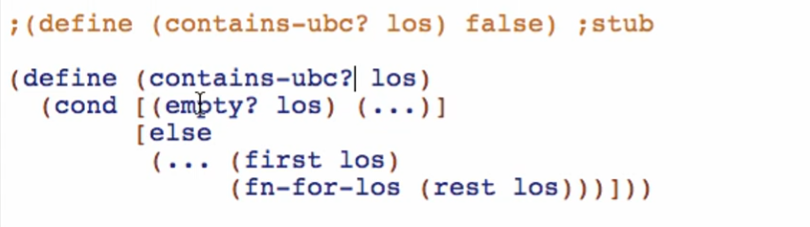 ;(define (contains-ubc? los) false) ;stub
(define (contains-ubc? los)
(cond [(empty? los) (...)]
[else
(... (first los)
(fn-for-los (rest los)))]))